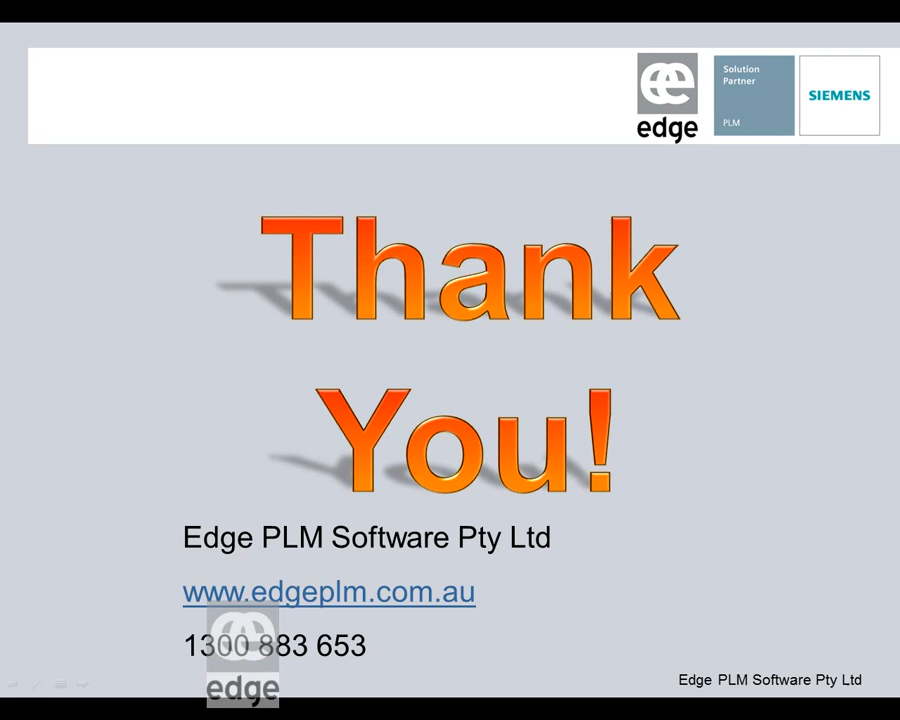 edge
Solution
Partner
PLM
SIEMENS
Thank
You!
Edge PLM Software Pty Ltd
www.edgeplm.com.au
1300 883 653
edge
Edge PLM Software Pty Ltd